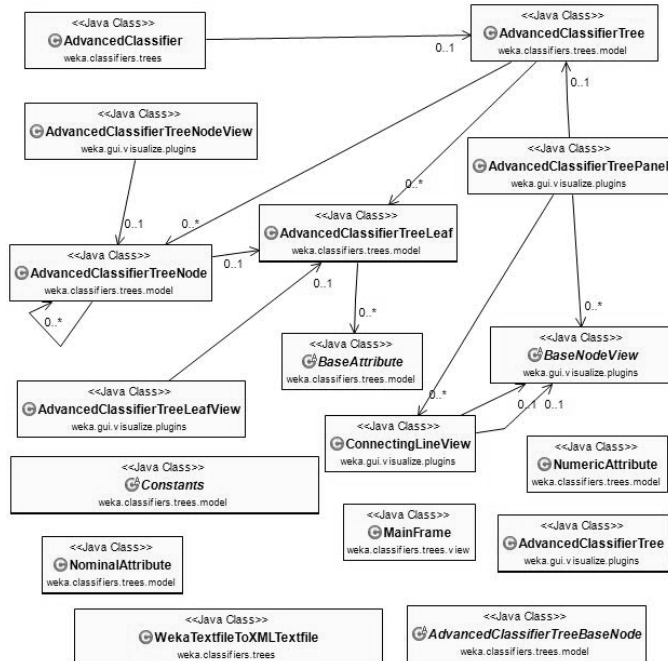 <<Java Class>>
AdvancedClassifier
weka.classifiers.trees
<<Java Class>>
AdvancedClassifierTree
weka.classifiers.trees.model
0..1
0..1
<<Java Class>>
AdvancedClassifierTreeNodeView
weka.gui.visualize.plugins
<<Java Class>>
AdvancedClassifierTreePanel
weka.gui.visualize.plugins
0..1
0..*
0..*
<<Java Class>>
AdvancedClassifierTreeLeaf
weka.classifiers.trees.model
<<Java Class>>
AdvancedClassifierTreeNode
weka.classifiers.trees.model
0..1
0..1
0..*
0..*
0..*
<<Java Class>>
BaseAttribute
weka.classifiers.trees.model
<<Java Class>>
BaseNodeView
weka.gui.visualize.plugins
<<Java Class>>
AdvancedClassifierTreeLeafView
weka.gui.visualize.plugins
0..*
0..1
0..1
<<Java Class>>
ConnectingLineView
weka.gui.visualize.plugins
<<Java Class>>
NumericAttribute
weka.classifiers.trees.model
<<Java Class>>
Constants
weka.classifiers.trees.model
<<Java Class>>
MainFrame
weka.classifiers.trees.view
<<Java Class>>
AdvancedClassifierTree
weka.gui.visualize.plugins
<<Java Class>>
NominalAttribute
weka.classifiers.trees.model
<<Java Class>>
WekaTextfileToXMLTextfile
weka.classifiers.trees
<<Java Class>>
AdvancedClassifierTreeBaseNode
weka.classifiers.trees.model